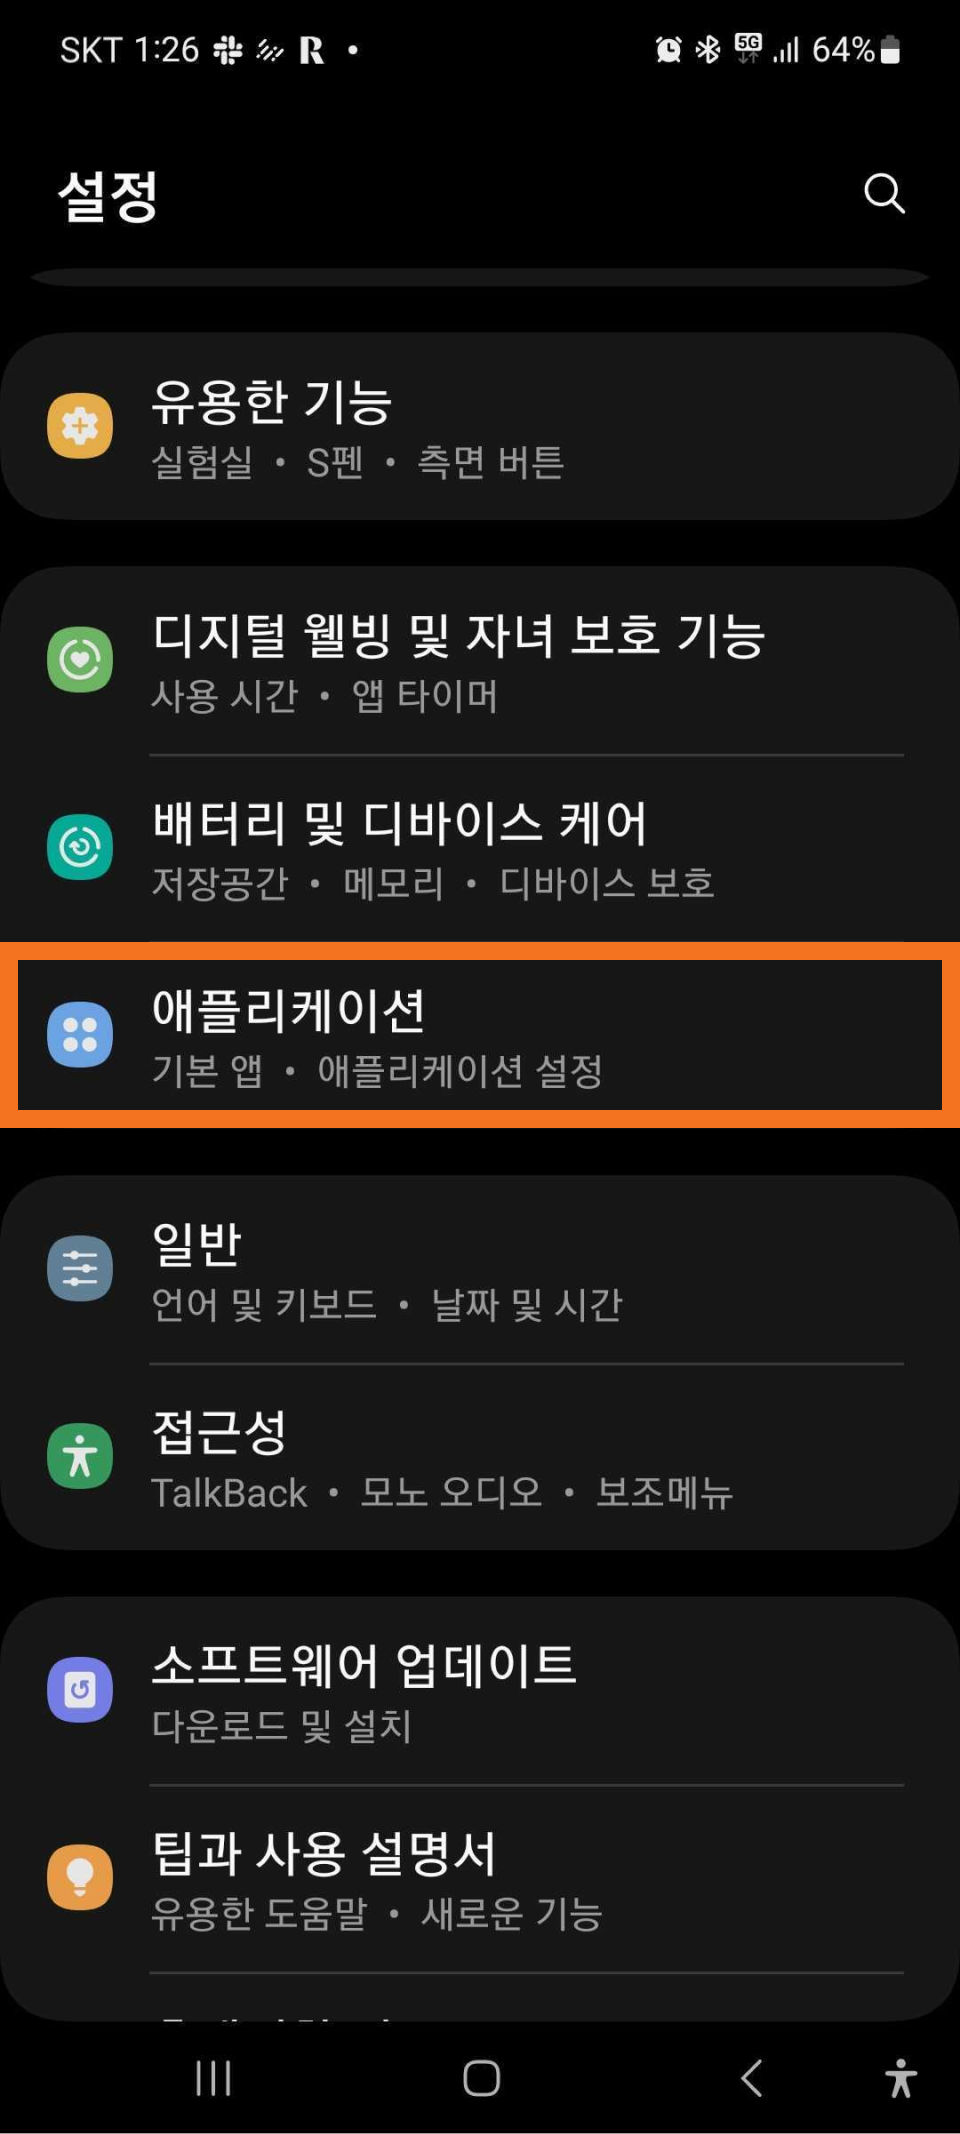 SKT 1:26 R
5G 64%
설정
유용한 기능
실험실 • S펜 • 측면 버튼
디지털 웰빙 및 자녀 보호 기능
사용 시간 • 앱 타이머
배터리 및 디바이스 케어
저장공간 • 메모리 • 디바이스 보호
애플리케이션
기본 앱 • 애플리케이션 설정
일반
언어 및 키보드 • 날짜 및 시간
접근성
TalkBack • 모노 오디오 • 보조메뉴
소프트웨어 업데이트
다운로드 및 설치
팁과 사용 설명서
유용한 도움말 • 새로운 기능